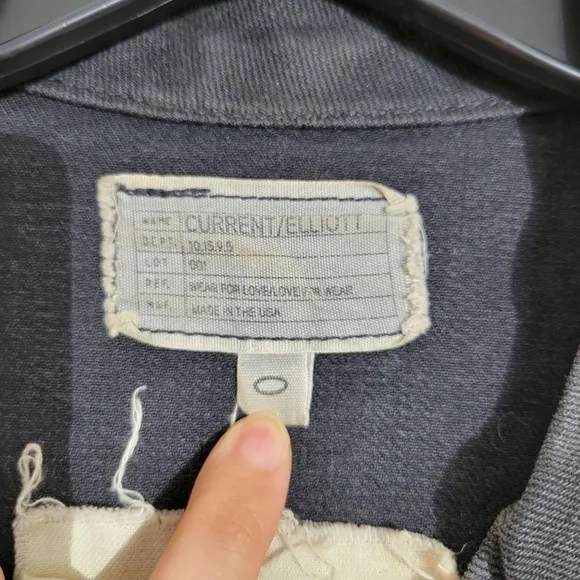 NAME CURRENT/ELLIOTT
DEPT. 10.15.9.5
LOT 001
REF. WEAR FOR LOVE/LOVE FOR WEAR
MADE IN THE USA
0